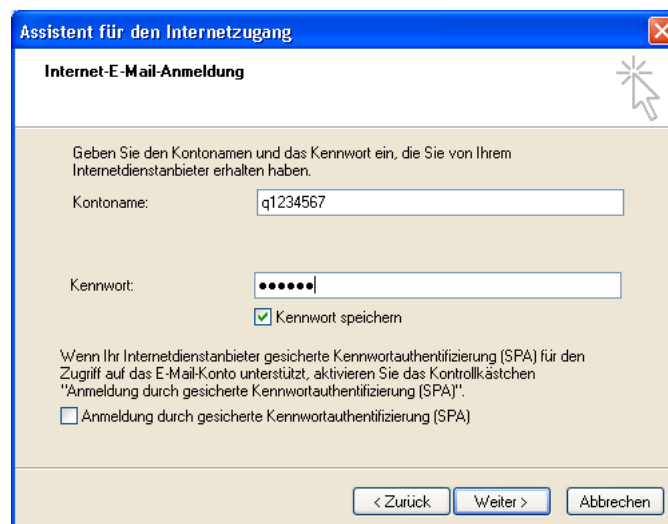 Assistent für den Internetzugang
Internet-E-Mail-Anmeldung
Geben Sie den Kontonamen und das Kennwort ein, die Sie von Ihrem
Internetdienstanbieter erhalten haben.
Kontoname: q1234567
Kennwort: ●●●●●●
Kennwort speichern
Wenn Ihr Internetdienstanbieter gesicherte Kennwortauthentifizierung (SPA) für den
Zugriff auf das E-Mail-Konto unterstützt, aktivieren Sie das Kontrollkästchen
"Anmeldung durch gesicherte Kennwortauthentifizierung (SPA)".
Anmeldung durch gesicherte Kennwortauthentifizierung (SPA)
< Zurück Weiter > Abbrechen